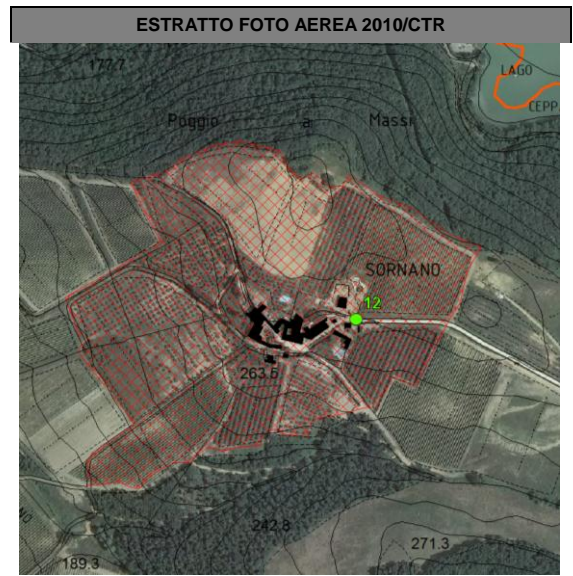 ESTRATTO FOTO AEREA 2010/CTR
177.7
LAGO
CEPP
Poggio a Massi
SORNANO
12
263.5
242.8
271.3
189.3